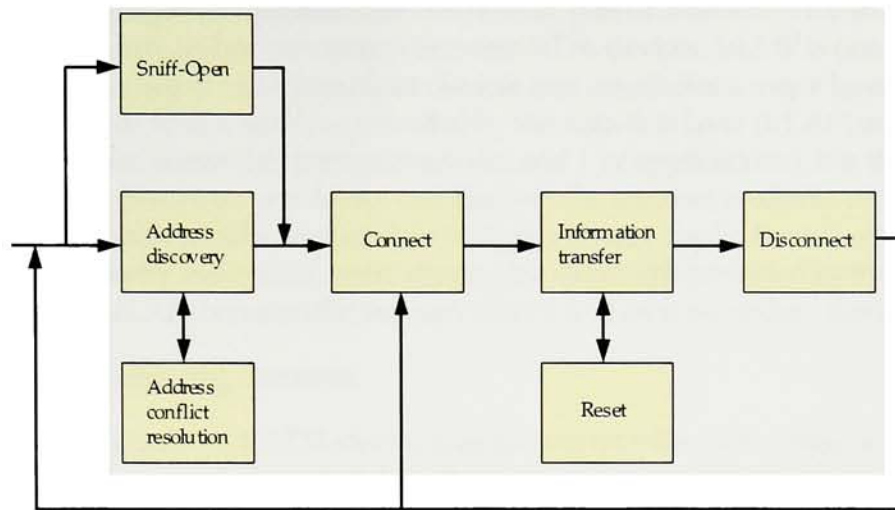 Sniff-Open
Address
discovery
Connect
Information
transfer
Disconnect
Address
conflict
resolution
Reset